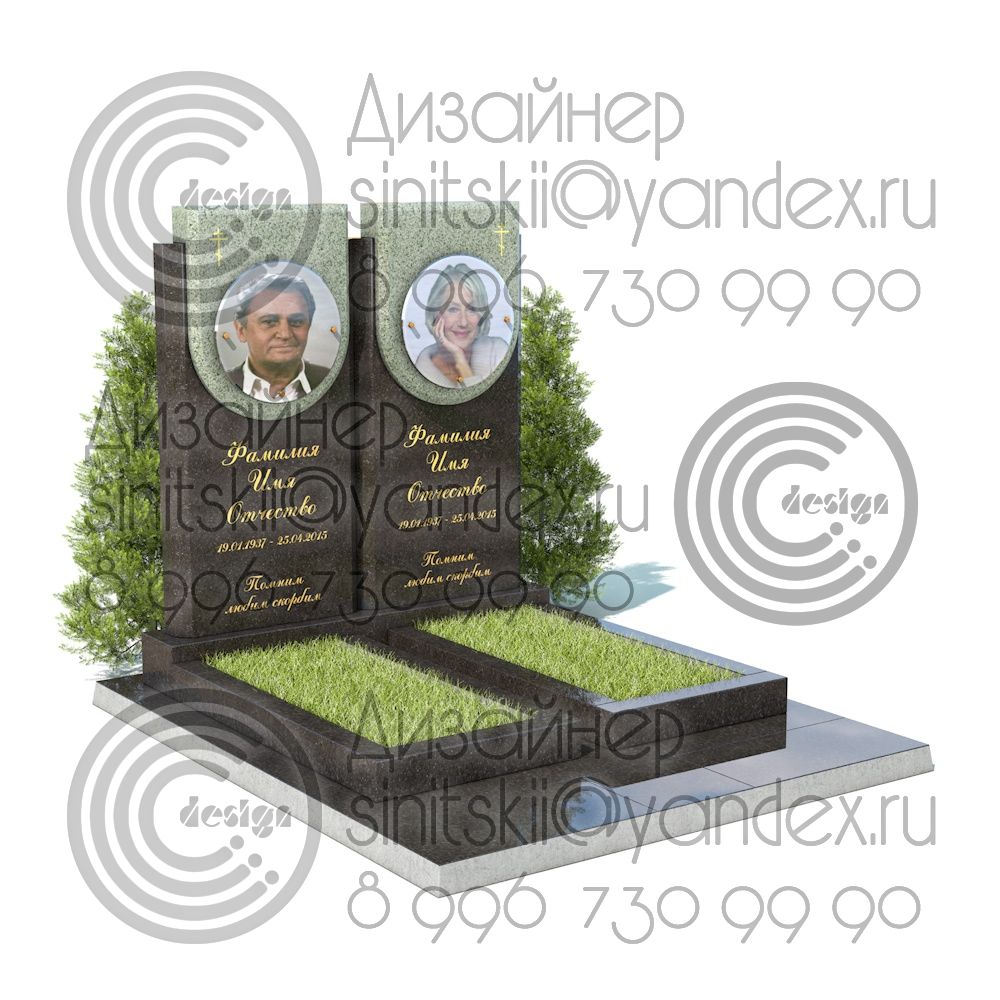 Дизайнер
sinitskii@yandex.ru
8 996 730 99 90
design
Дизайнер
sinitskii@yandex.ru
8 996 730 99 90
design
Фамилия
Имя
Отчество
19.01.1937 - 25.04.2015
Помним
любим скорбим
Фамилия
Имя
Отчество
19.01.1937 - 25.04.2015
Помним
любим скорбим
Дизайнер
sinitskii@yandex.ru
8 996 730 99 90
design